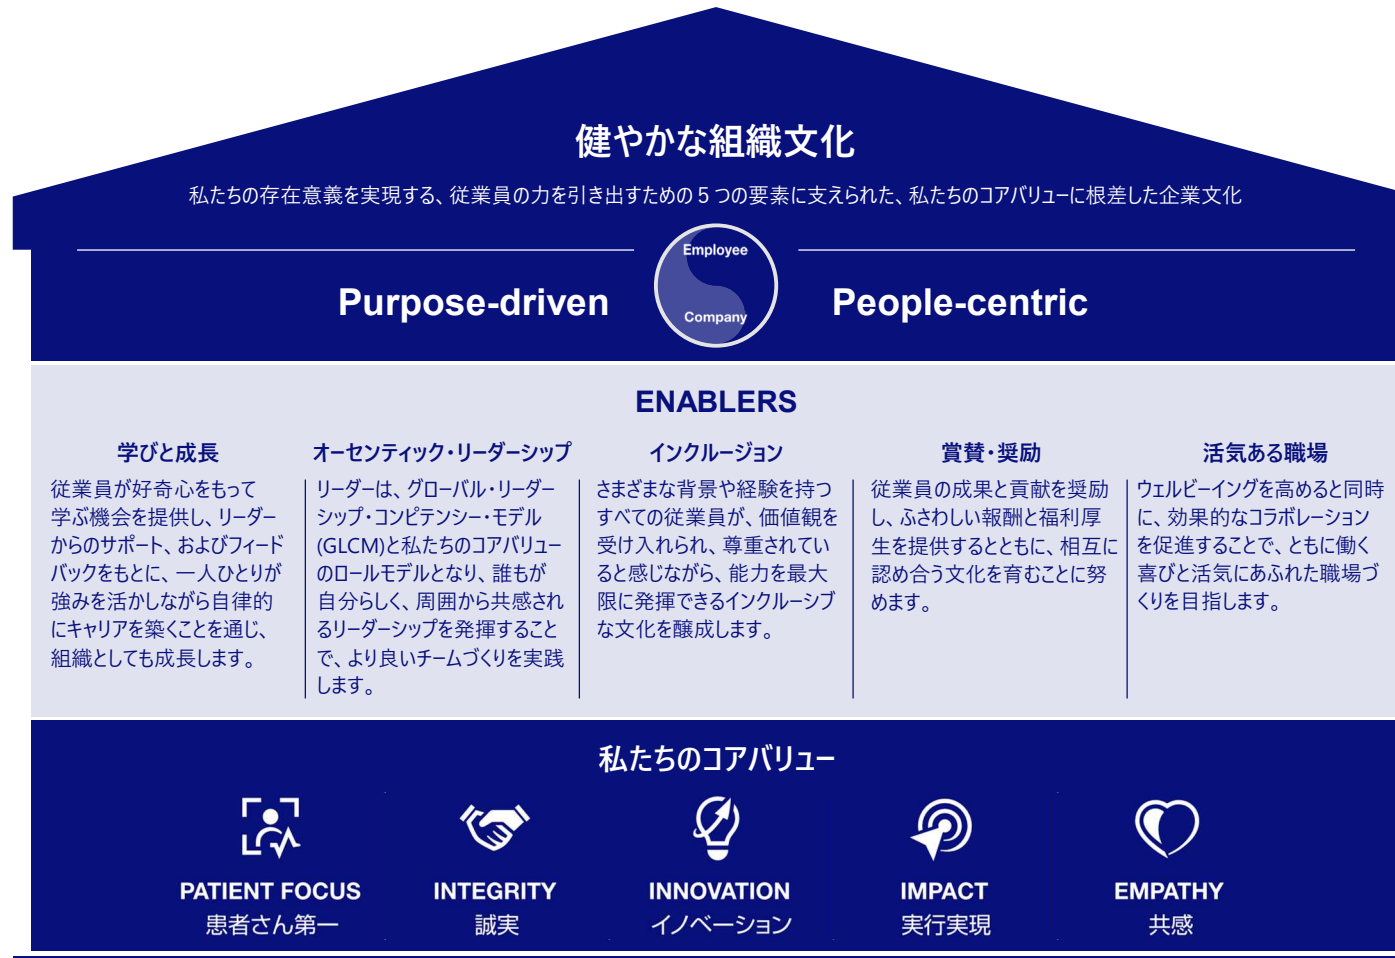 健やかな組織文化
私たちの存在意義を実現する、従業員の力を引き出すための5つの要素に支えられた、私たちのコアバリューに根差した企業文化
Employee
Company
Purpose-driven
People-centric
ENABLERS
学びと成長
従業員が好奇心をもって
学ぶ機会を提供し、リーダー
からのサポート、およびフィード
バックをもとに、一人ひとりが
強みを活かしながら自律的
にキャリアを築くことを通じ、
組織としても成長します。
オーセンティック・リーダーシップ
リーダーは、グローバル・リーダー
シップ・コンピテンシー・モデル
(GLCM)と私たちのコアバリュー
のロールモデルとなり、誰もが
自分らしく、周囲から共感され
るリーダーシップを発揮すること
で、より良いチームづくりを実践
します。
インクルージョン
さまざまな背景や経験を持つ
すべての従業員が、価値観を
受け入れられ、尊重されてい
ると感じながら、能力を最大
限に発揮できるインクルーシブ
な文化を醸成します。
賞賛・奨励
従業員の成果と貢献を奨励
し、ふさわしい報酬と福利厚
生を提供するとともに、相互に
認め合う文化を育むことに努
めます。
活気ある職場
ウェルビーイングを高めると同時
に、効果的なコラボレーション
を促進することで、ともに働く
喜びと活気にあふれた職場づ
くりを目指します。
私たちのコアバリュー
PATIENT FOCUS
患者さん第一
INTEGRITY
誠実
INNOVATION
イノベーション
IMPACT
実行実現
EMPATHY
共感